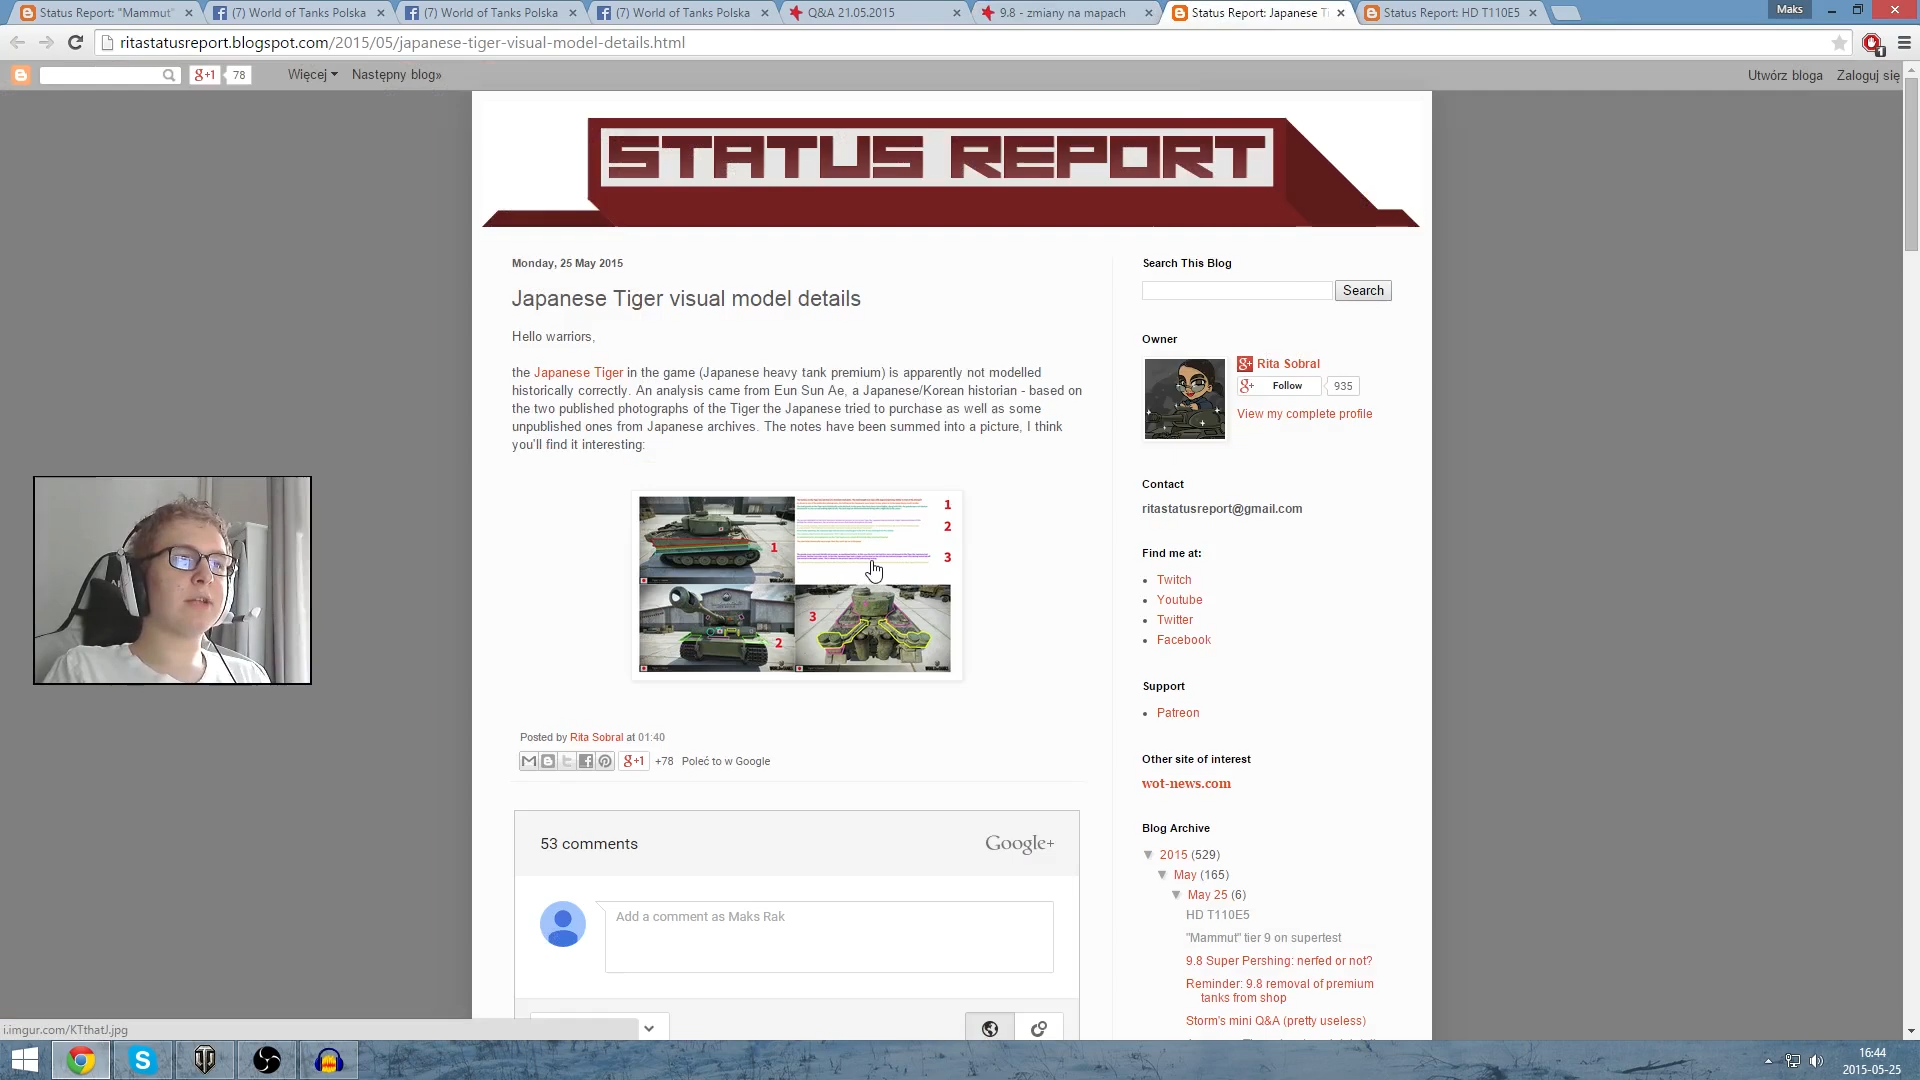 Status Report: "Mammut"
(7) World of Tanks Polska
(7) World of Tanks Polska
(7) World of Tanks Polska
Q&A 21.05.2015
9.8 - zmiany na mapach
Status Report: Japanese Ti
Status Report: HD T110E5
Maks
ritastatusreport.blogspot.com/2015/05/japanese-tiger-visual-model-details.html
1
g+1 78
Więcej
Następny blog»
Utwórz bloga
Zaloguj się
STATUS REPORT
Monday, 25 May 2015
Japanese Tiger visual model details
Hello warriors,
the Japanese Tiger in the game (Japanese heavy tank premium) is apparently not modelled
historically correctly. An analysis came from Eun Sun Ae, a Japanese/Korean historian - based on
the two published photographs of the Tiger the Japanese tried to purchase as well as some
unpublished ones from Japanese archives. The notes have been summed into a picture, I think
you'll find it interesting:
1
2
3
1
2
3
Posted by Rita Sobral at 01:40
g+1 +78 Poleć to w Google
53 comments
Google+
Add a comment as Maks Rak
Search This Blog
Search
Owner
g+ Rita Sobral
g+ Follow 935
View my complete profile
Contact
ritastatusreport@gmail.com
Find me at:
Twitch
Youtube
Twitter
Facebook
Support
Patreon
Other site of interest
wot-news.com
Blog Archive
▼ 2015 (529)
▼ May (165)
▼ May 25 (6)
HD T110E5
"Mammut" tier 9 on supertest
9.8 Super Pershing: nerfed or not?
Reminder: 9.8 removal of premium
tanks from shop
Storm's mini Q&A (pretty useless)
i.imgur.com/KTthatJ.jpg
16:44
2015-05-25